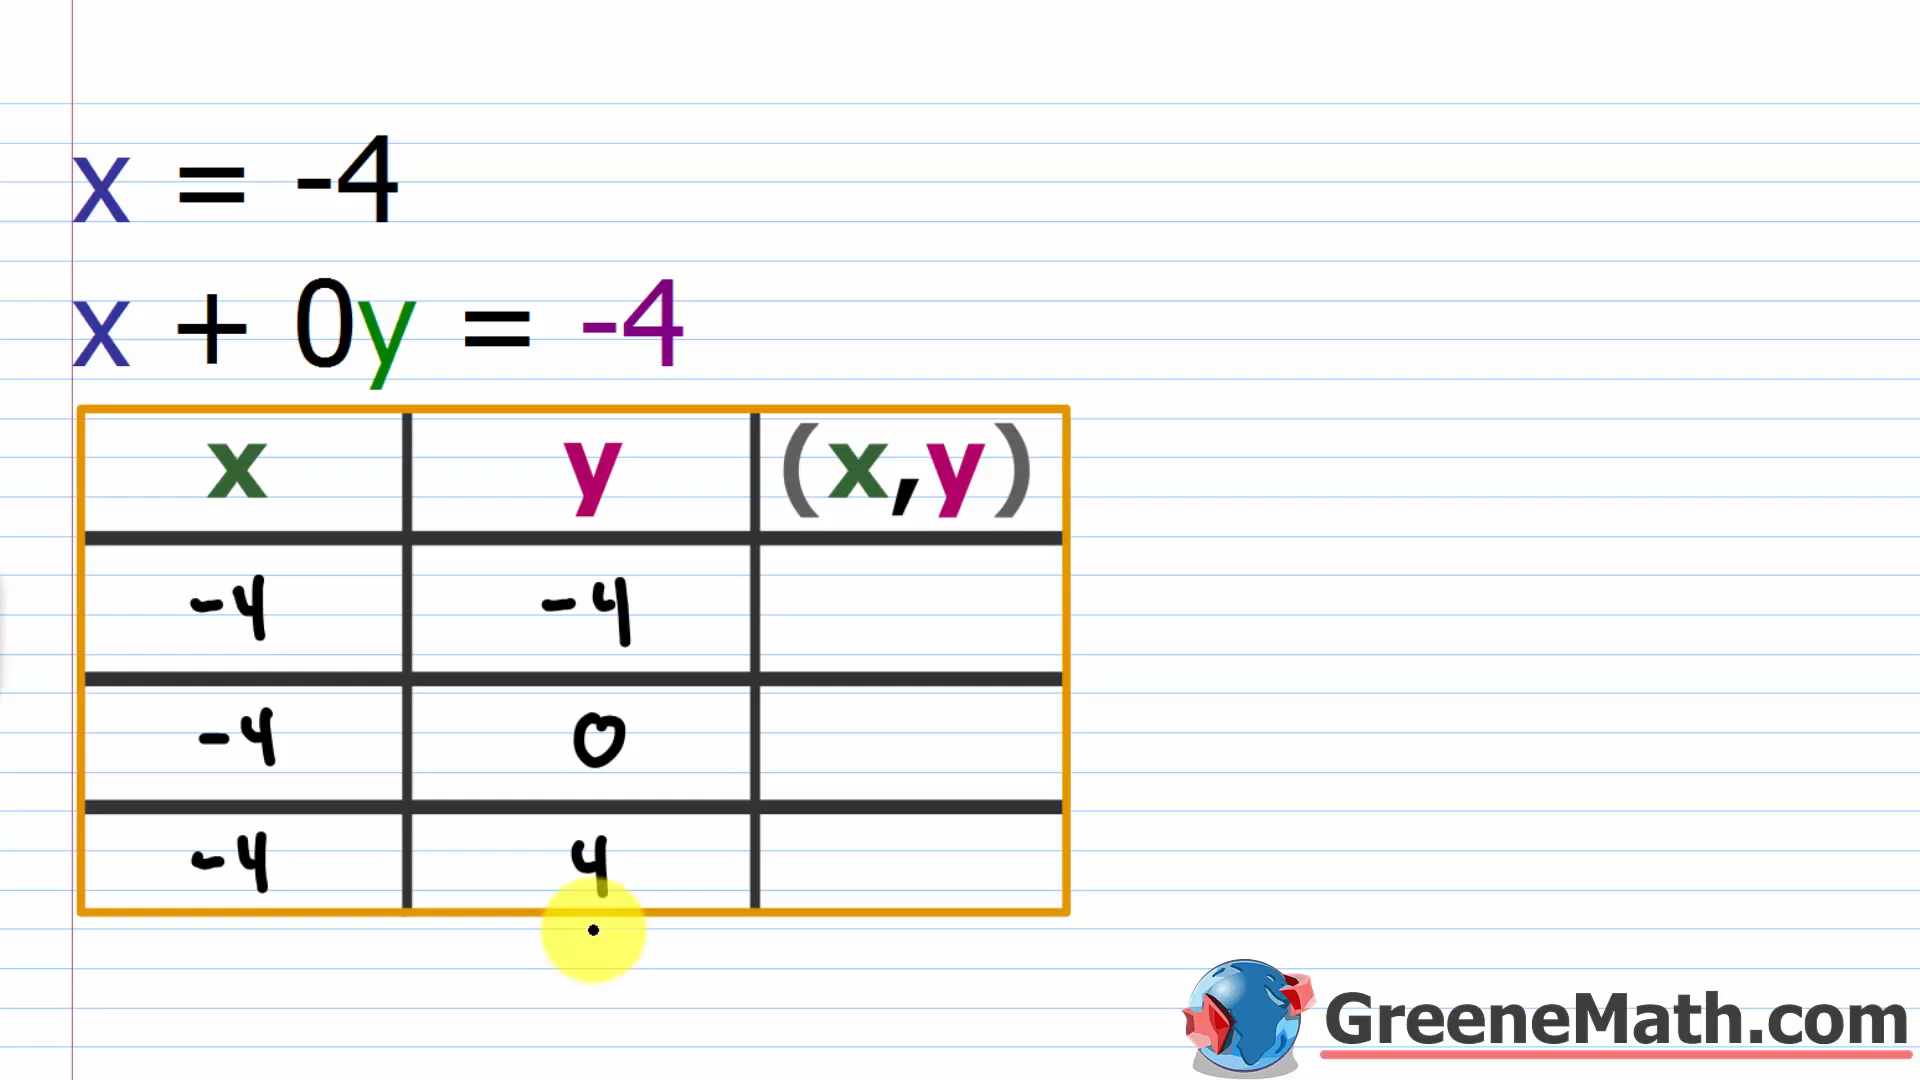 x = -4
x + 0y = -4
x y (x,y)
-4 -4
-4 0
-4 4
GreeneMath.com